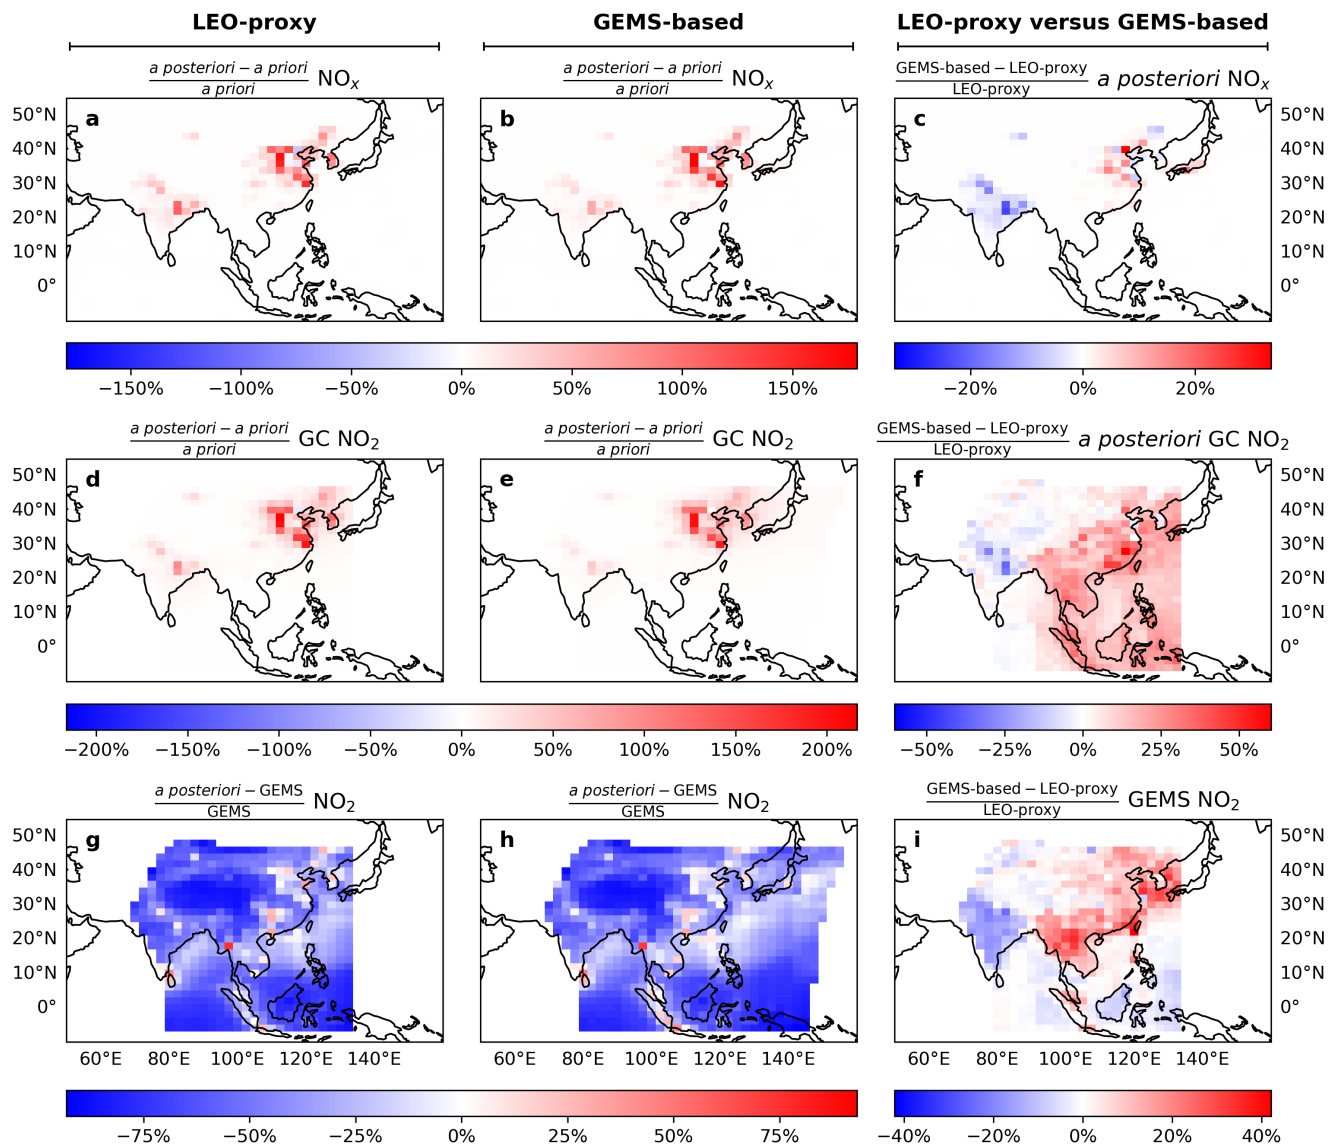 LEO-proxy GEMS-based LEO-proxy versus GEMS-based
a posteriori − a priori a posteriori − a priori GEMS-based − LEO-proxy
NOx NOx a posteriori NOx
a priori a priori LEO-proxy
a b c
50°N 50°N
40°N 40°N
30°N 30°N
20°N 20°N
10°N 10°N
0° 0°
−150% −100% −50% 0% 50% 100% 150% −20% 0% 20%
a posteriori − a priori a posteriori − a priori GEMS-based − LEO-proxy
GC NO2 GC NO2 a posteriori GC NO2
a priori a priori LEO-proxy
d e f
50°N 50°N
40°N 40°N
30°N 30°N
20°N 20°N
10°N 10°N
0° 0°
−200% −150% −100% −50% 0% 50% 100% 150% 200% −50% −25% 0% 25% 50%
a posteriori − GEMS a posteriori − GEMS GEMS-based − LEO-proxy
NO2 NO2 GEMS NO2
GEMS GEMS LEO-proxy
g h i
50°N 50°N
40°N 40°N
30°N 30°N
20°N 20°N
10°N 10°N
0° 0°
60°E 80°E 100°E 120°E 140°E 60°E 80°E 100°E 120°E 140°E 60°E 80°E 100°E 120°E 140°E
−75% −50% −25% 0% 25% 50% 75% −40% −20% 0% 20% 40%